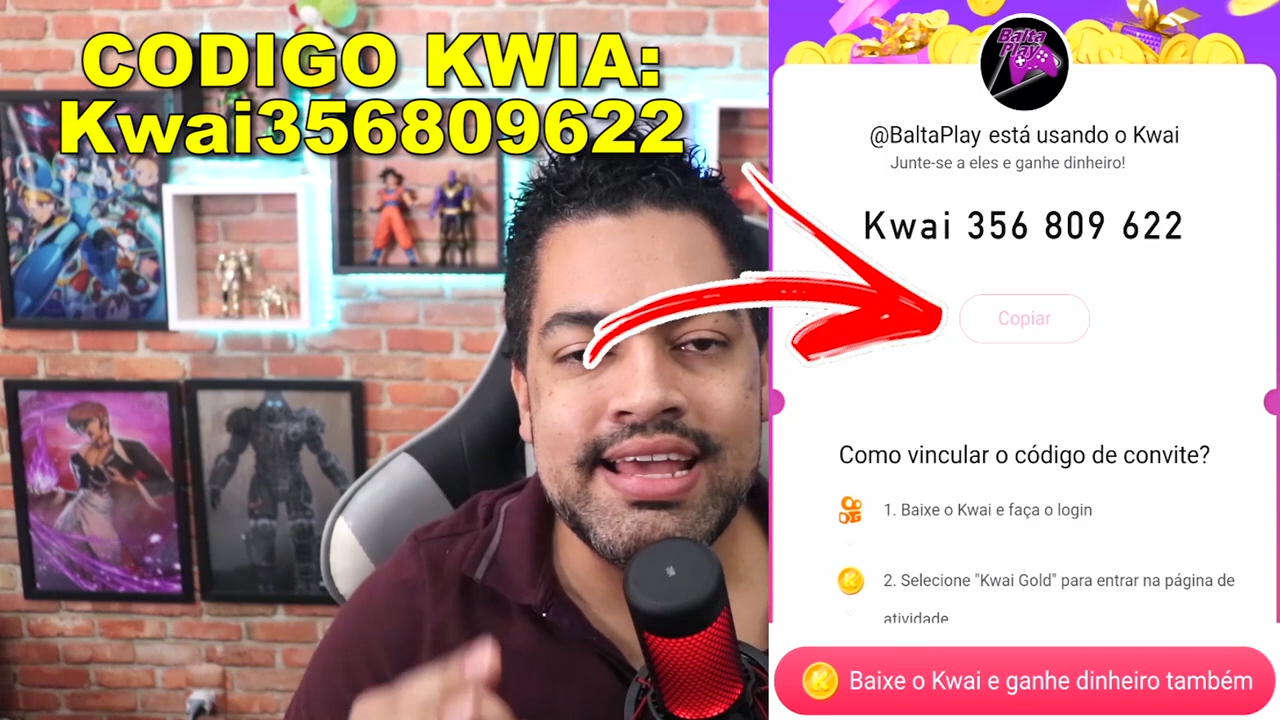 CODIGO KWIA:
Kwai356809622
Balta
Play
@BaltaPlay está usando o Kwai
Junte-se a eles e ganhe dinheiro!
Kwai 356 809 622
Copiar
Como vincular o código de convite?
1. Baixe o Kwai e faça o login
2. Selecione "Kwai Gold" para entrar na página de
atividade
Baixe o Kwai e ganhe dinheiro também